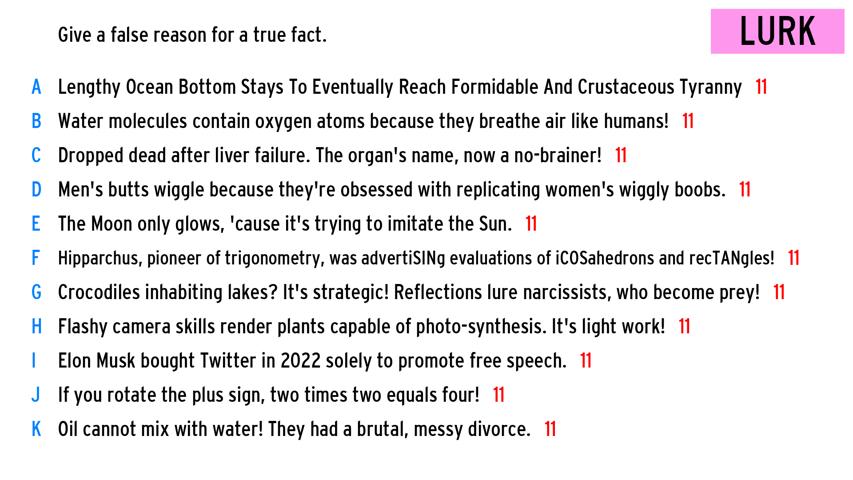 Give a false reason for a true fact.
LURK
A Lengthy Ocean Bottom Stays To Eventually Reach Formidable And Crustaceous Tyranny 11
B Water molecules contain oxygen atoms because they breathe air like humans! 11
C Dropped dead after liver failure. The organ's name, now a no-brainer! 11
D Men's butts wiggle because they're obsessed with replicating women's wiggly boobs. 11
E The Moon only glows, 'cause it's trying to imitate the Sun. 11
F Hipparchus, pioneer of trigonometry, was advertiSINg evaluations of iCOSahedrons and recTANgles! 11
G Crocodiles inhabiting lakes? It's strategic! Reflections lure narcissists, who become prey! 11
H Flashy camera skills render plants capable of photo-synthesis. It's light work! 11
I Elon Musk bought Twitter in 2022 solely to promote free speech. 11
J If you rotate the plus sign, two times two equals four! 11
K Oil cannot mix with water! They had a brutal, messy divorce. 11